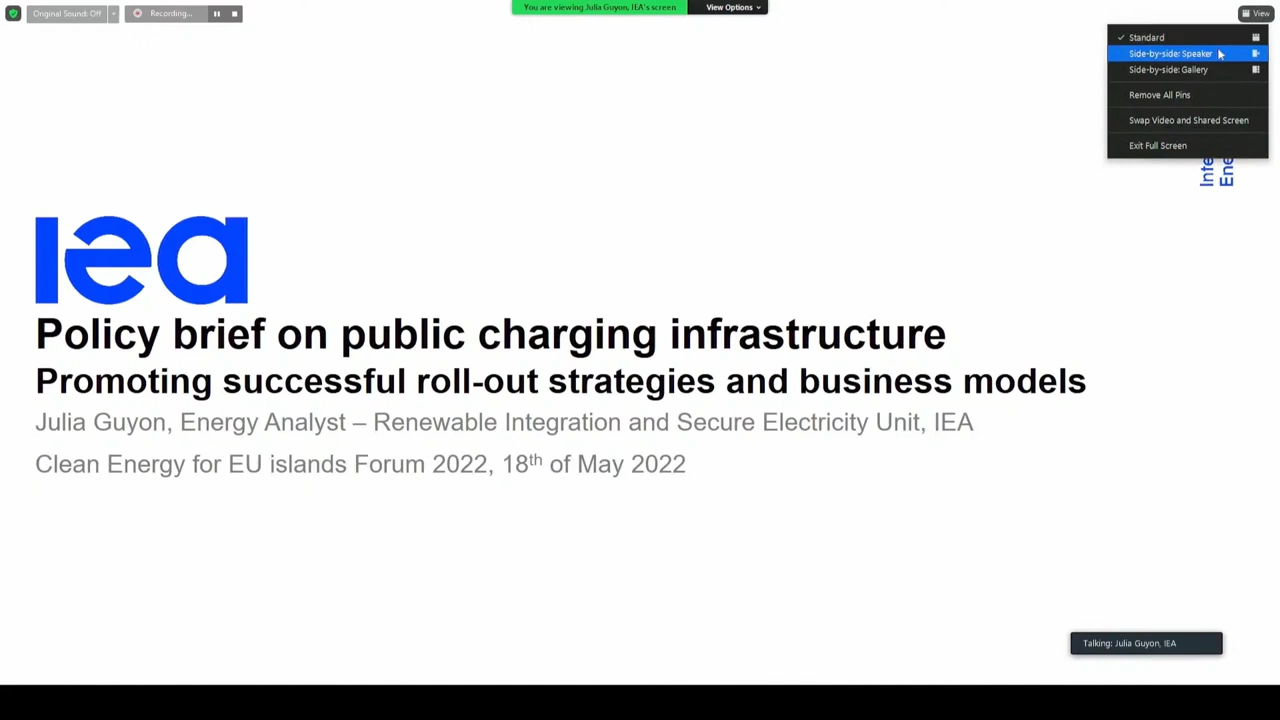 Original Sound: Off
Recording...
You are viewing Julia Guyon, IEA's screen
View Options
View
Standard
Side-by-side: Speaker
Side-by-side: Gallery
Remove All Pins
Swap Video and Shared Screen
Exit Full Screen
Inte
Ene
iea
Policy brief on public charging infrastructure
Promoting successful roll-out strategies and business models
Julia Guyon, Energy Analyst – Renewable Integration and Secure Electricity Unit, IEA
Clean Energy for EU islands Forum 2022, 18th of May 2022
Talking: Julia Guyon, IEA